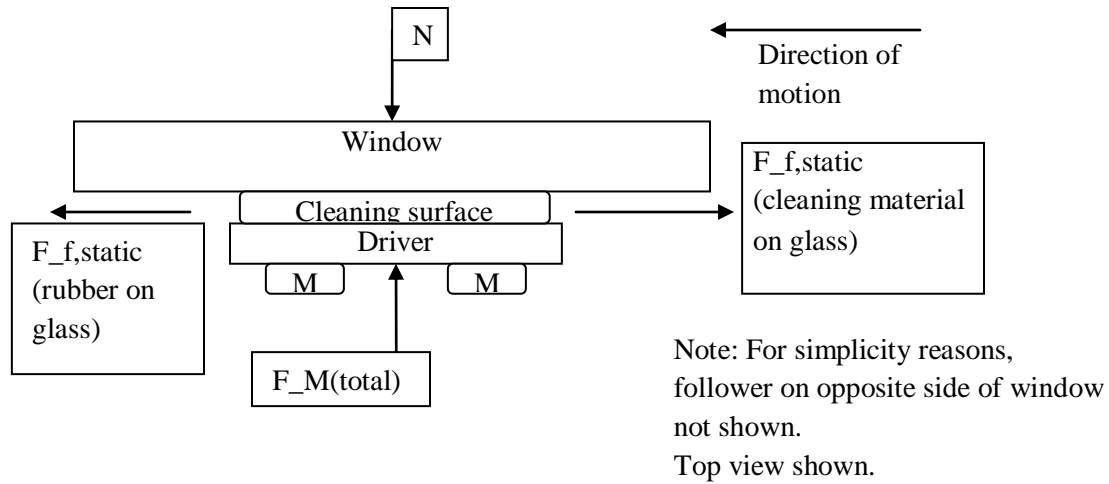 N
Direction of
motion
Window
F_f,static
(cleaning material
on glass)
Cleaning surface
Driver
F_f,static
(rubber on
glass)
M
M
F_M(total)
Note: For simplicity reasons,
follower on opposite side of window
not shown.
Top view shown.